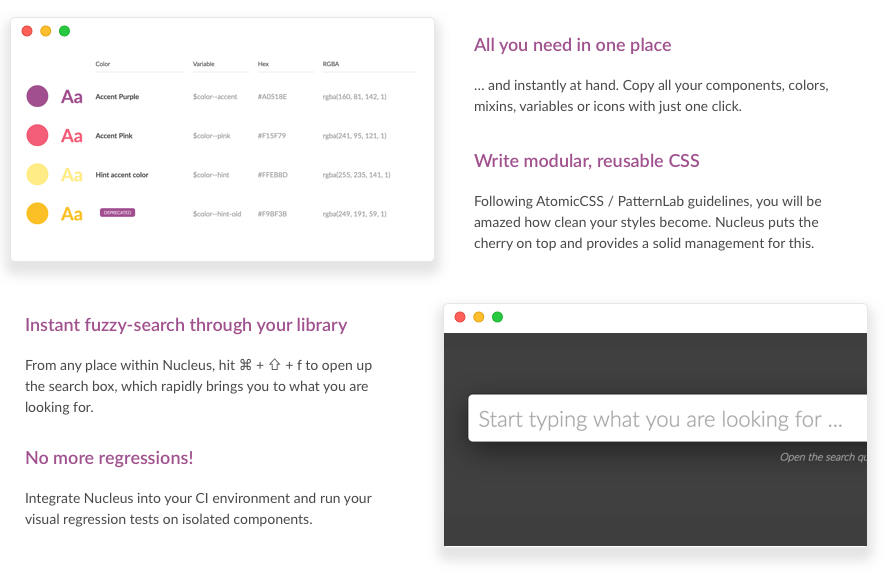 Color Variable Hex RGBA
Aa Accent Purple $color--accent #A0518E rgba(160, 81, 142, 1)
Aa Accent Pink $color--pink #F15F79 rgba(241, 95, 121, 1)
Aa Hint accent color $color--hint #FFEB8D rgba(255, 235, 141, 1)
Aa DEPRECATED $color--hint-old #F9BF3B rgba(249, 191, 59, 1)
All you need in one place
... and instantly at hand. Copy all your components, colors,
mixins, variables or icons with just one click.
Write modular, reusable CSS
Following AtomicCSS / PatternLab guidelines, you will be
amazed how clean your styles become. Nucleus puts the
cherry on top and provides a solid management for this.
Instant fuzzy-search through your library
From any place within Nucleus, hit ⌘ + ⇧ + f to open up
the search box, which rapidly brings you to what you are
looking for.
No more regressions!
Integrate Nucleus into your CI environment and run your
visual regression tests on isolated components.
Start typing what you are looking for ...
Open the search qu